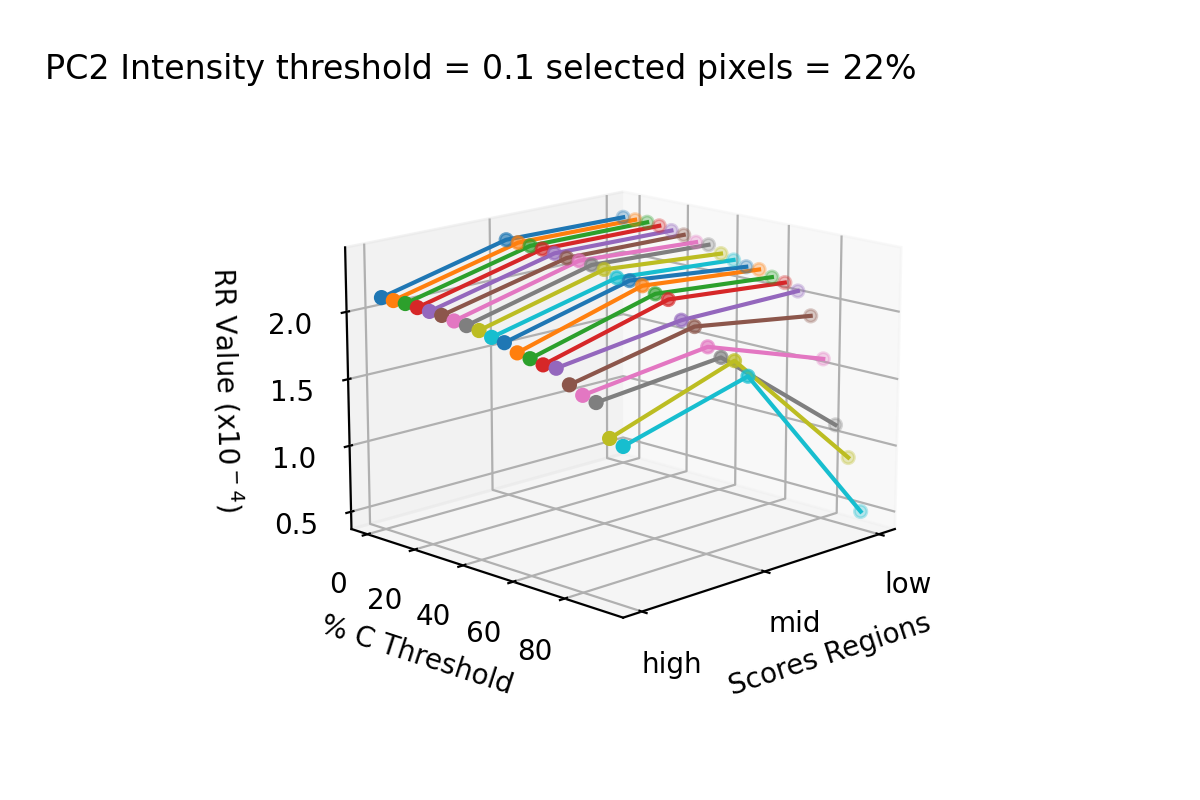 PC2 Intensity threshold = 0.1 selected pixels = 22%
RR Value (x10⁻⁴)
2.0
1.5
1.0
0.5
0
20
40
60
80
% C Threshold
high
mid
low
Scores Regions